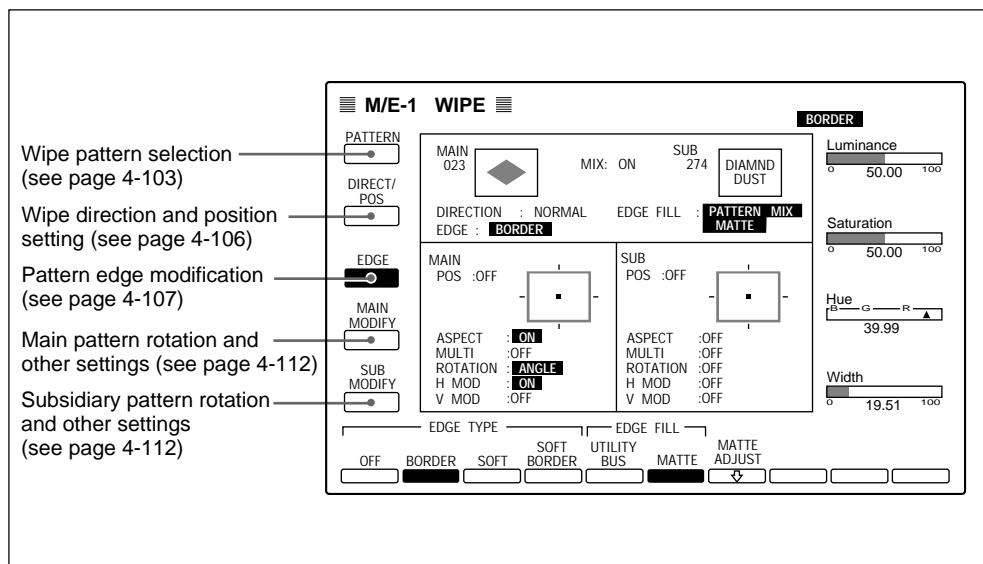 M/E-1 WIPE
BORDER
Wipe pattern selection
(see page 4-103)
Wipe direction and position
setting (see page 4-106)
Pattern edge modification
(see page 4-107)
Main pattern rotation and
other settings (see page 4-112)
Subsidiary pattern rotation
and other settings
(see page 4-112)
PATTERN
DIRECT/
POS
EDGE
MAIN
MODIFY
SUB
MODIFY
MAIN
023
MIX: ON
SUB
274
DIAMND
DUST
DIRECTION : NORMAL
EDGE : BORDER
EDGE FILL : PATTERN MIX
MATTE
MAIN
POS :OFF
ASPECT : ON
MULTI :OFF
ROTATION : ANGLE
H MOD : ON
V MOD :OFF
SUB
POS :OFF
ASPECT :OFF
MULTI :OFF
ROTATION :OFF
H MOD :OFF
V MOD :OFF
Luminance
0 50.00 100
Saturation
0 50.00 100
Hue
B G R
39.99
Width
0 19.51 100
EDGE TYPE
EDGE FILL
OFF
BORDER
SOFT
SOFT
BORDER
UTILITY
BUS
MATTE
MATTE
ADJUST